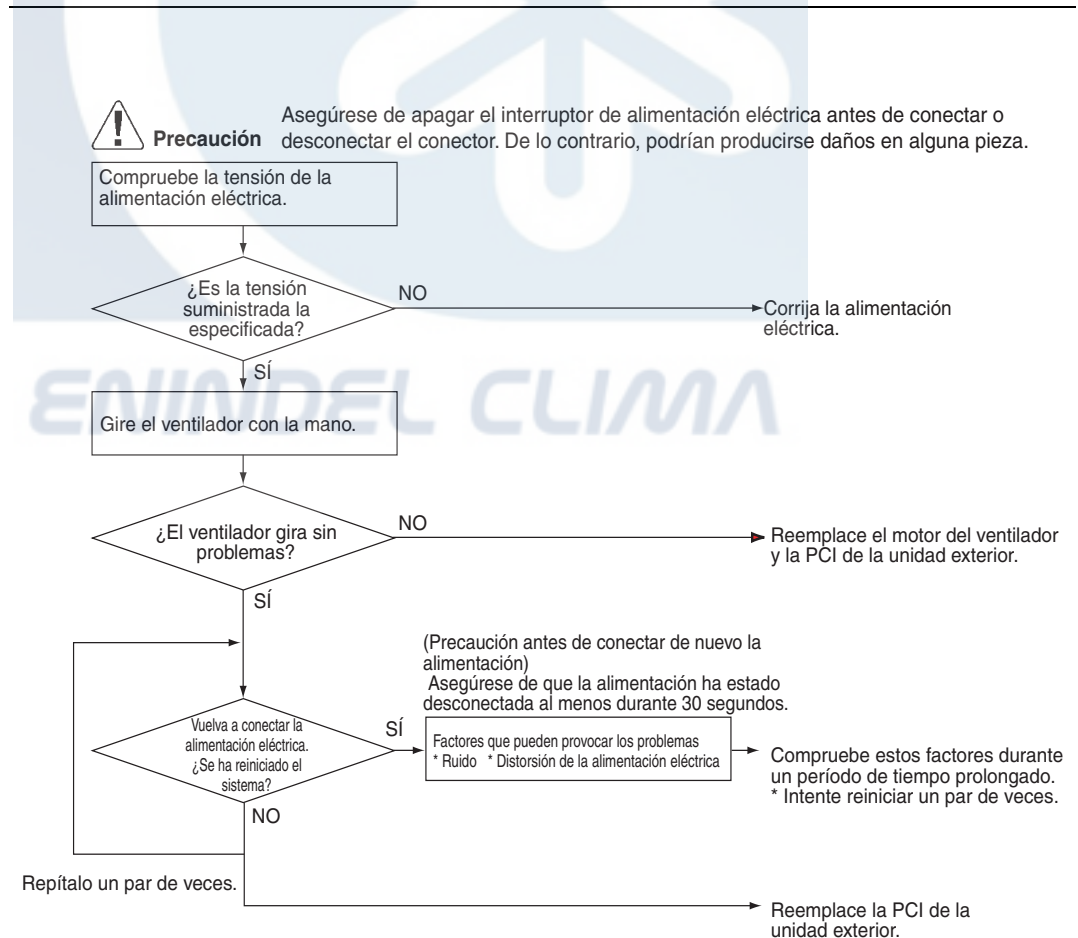 Precaución
Asegúrese de apagar el interruptor de alimentación eléctrica antes de conectar o
desconectar el conector. De lo contrario, podrían producirse daños en alguna pieza.
Compruebe la tensión de la
alimentación eléctrica.
¿Es la tensión
suministrada la
especificada?
NO
Corrija la alimentación
eléctrica.
SÍ
ENINDEL CLIMA
Gire el ventilador con la mano.
¿El ventilador gira sin
problemas?
NO
Reemplace el motor del ventilador
y la PCI de la unidad exterior.
SÍ
(Precaución antes de conectar de nuevo la
alimentación)
Asegúrese de que la alimentación ha estado
desconectada al menos durante 30 segundos.
Vuelva a conectar la
alimentación eléctrica.
¿Se ha reiniciado el
sistema?
SÍ
Factores que pueden provocar los problemas
* Ruido * Distorsión de la alimentación eléctrica
Compruebe estos factores durante
un período de tiempo prolongado.
* Intente reiniciar un par de veces.
NO
Repítalo un par de veces.
Reemplace la PCI de la
unidad exterior.